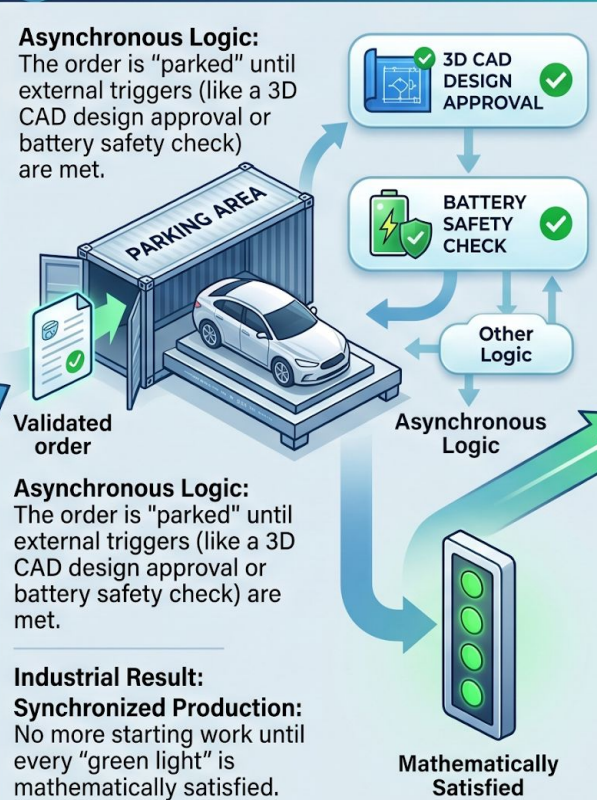 Asynchronous Logic:
The order is "parked" until
external triggers (like a 3D
CAD design approval or
battery safety check)
are met.
3D CAD
DESIGN
APPROVAL
PARKING AREA
BATTERY
SAFETY
CHECK
Other
Logic
Validated
order
Asynchronous
Logic
Asynchronous Logic:
The order is "parked" until
external triggers (like a 3D
CAD design approval or
battery safety check) are
met.
Industrial Result:
Synchronized Production:
No more starting work until
every "green light" is
mathematically satisfied.
Mathematically
Satisfied